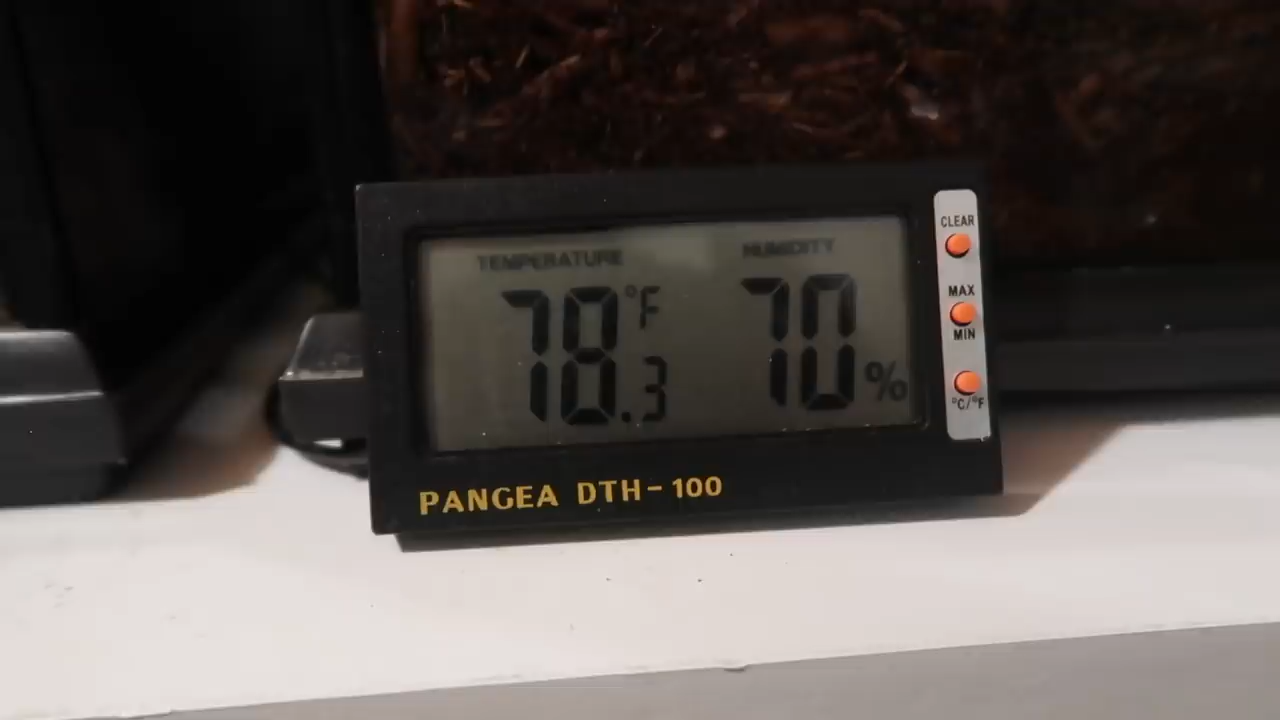 TEMPERATURE HUMIDITY
78.3 °F 70 %
CLEAR
MAX
MIN
°C/°F
PANGEA DTH-100